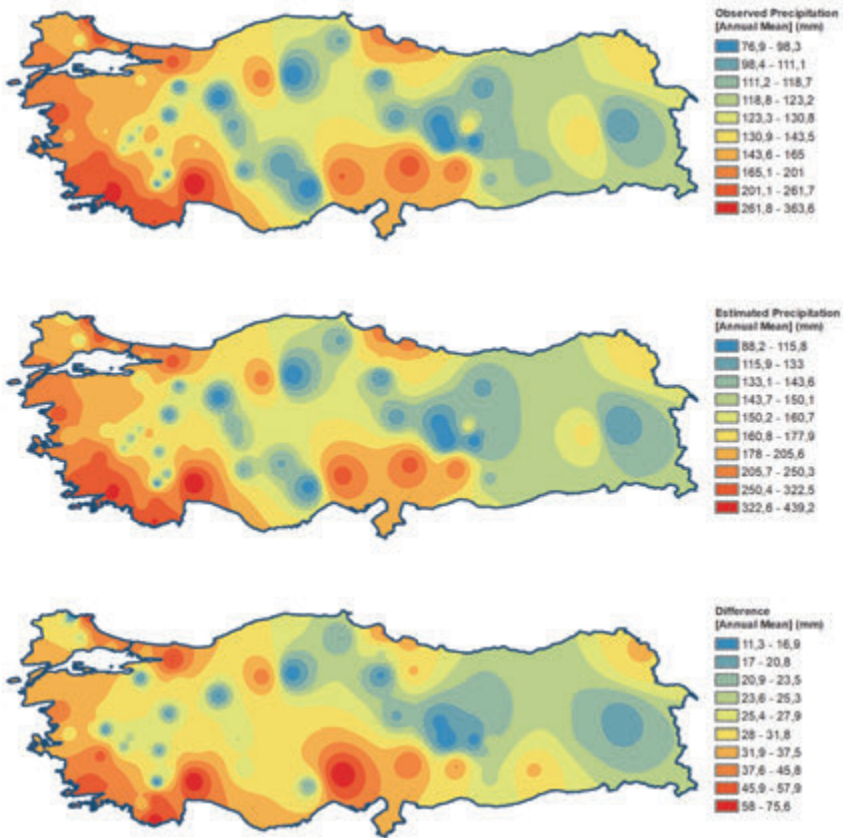 Observed Precipitation
[Annual Mean] (mm)
76,9 - 98,3
98,4 - 111,1
111,2 - 118,7
118,8 - 123,2
123,3 - 130,8
130,9 - 143,5
143,6 - 165
165,1 - 201
201,1 - 261,7
261,8 - 363,6
Estimated Precipitation
[Annual Mean] (mm)
88,2 - 115,8
115,9 - 133
133,1 - 143,6
143,7 - 150,1
150,2 - 160,7
160,8 - 177,9
178 - 205,6
205,7 - 250,3
250,4 - 322,5
322,6 - 439,2
Difference
[Annual Mean] (mm)
11,3 - 16,9
17 - 20,8
20,9 - 23,5
23,6 - 25,3
25,4 - 27,9
28 - 31,8
31,9 - 37,5
37,6 - 45,8
45,9 - 57,9
58 - 75,6